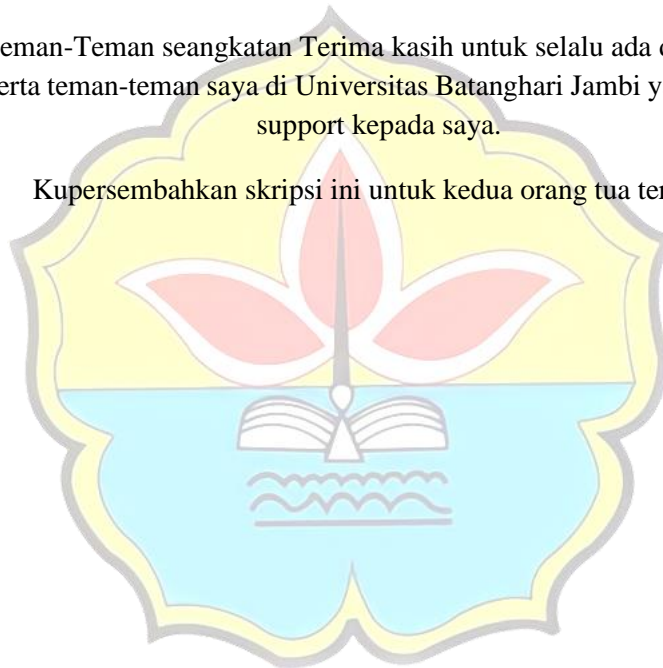 eman-Teman seangkatan Terima kasih untuk selalu ada
erta teman-teman saya di Universitas Batanghari Jambi
support kepada saya.
Kupersembahkan skripsi ini untuk kedua orang tua